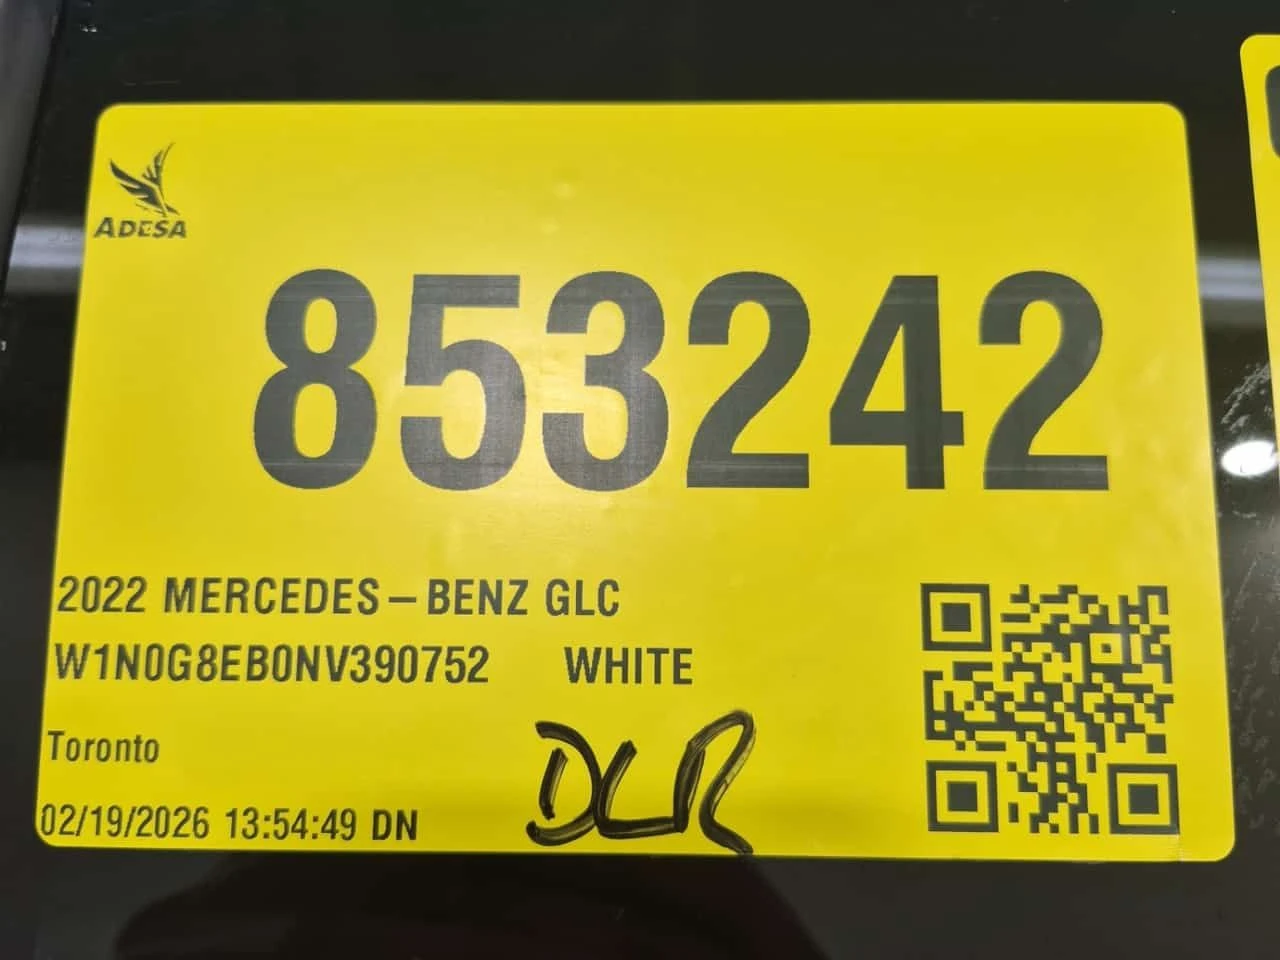 ADESA
853242
2022 MERCEDES-BENZ GLC
W1N0G8EB0NV390752 WHITE
Toronto
02/19/2026 13:54:49 DN
DLR